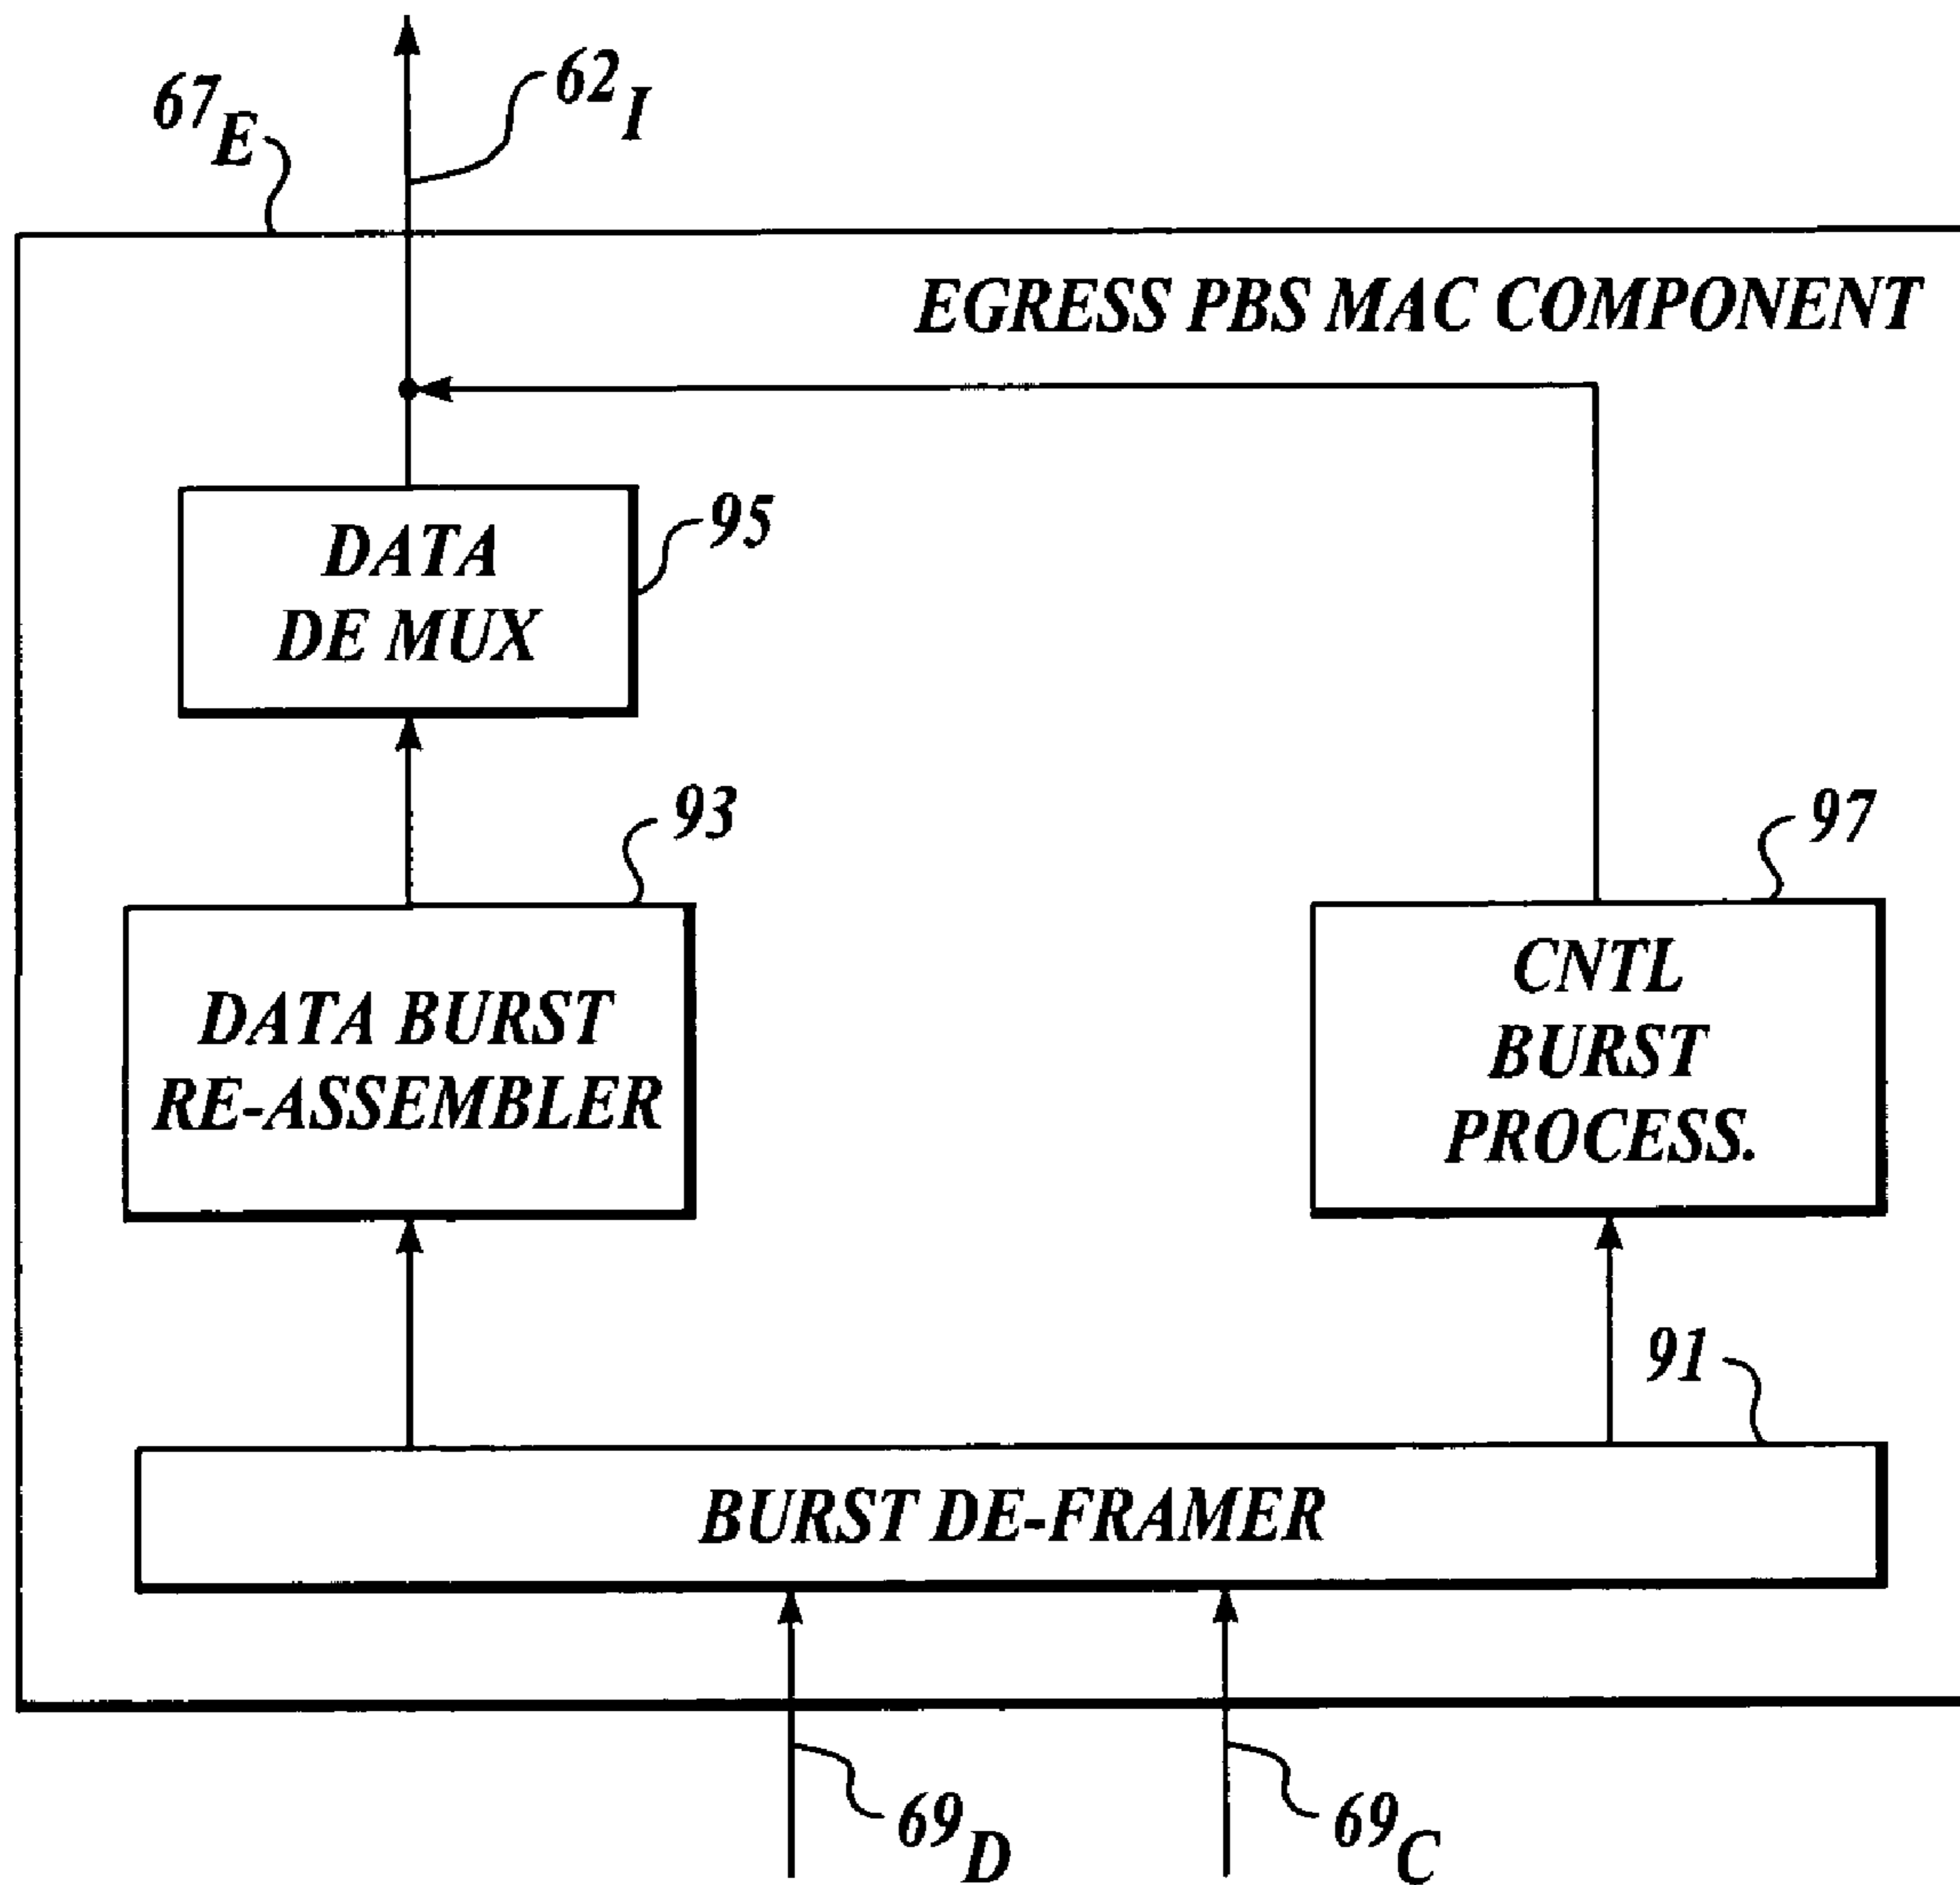 62I
67E
EGRESS PBS MAC COMPONENT
DATA
DE MUX
95
93
97
DATA BURST
RE-ASSEMBLER
CNTL
BURST
PROCESS.
91
BURST DE-FRAMER
69D
69C